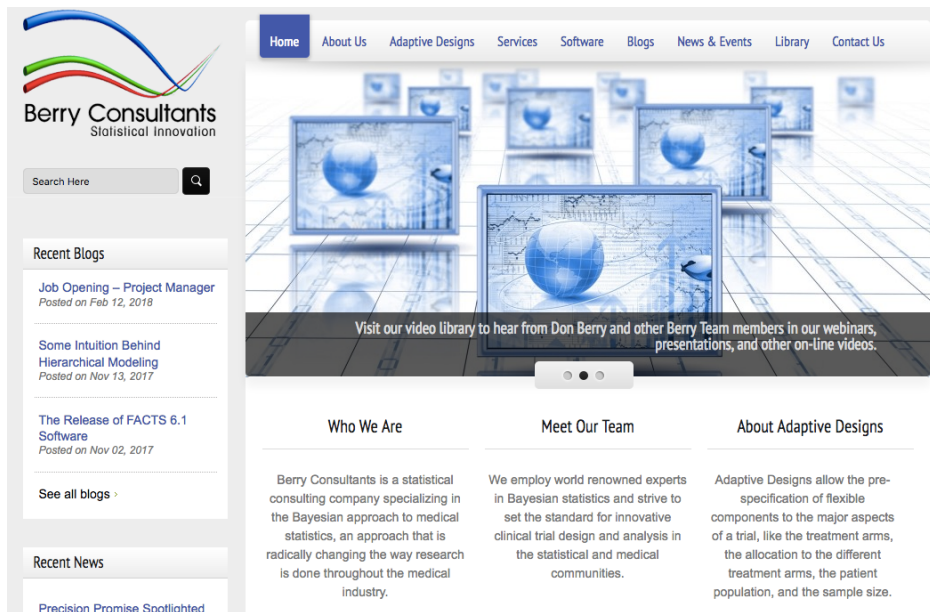 Berry Consultants
Statistical Innovation
Home
About Us
Adaptive Designs
Services
Software
Blogs
News & Events
Library
Contact Us
Search Here
Visit our video library to hear from Don Berry and other Berry Team members in our webinars,
presentations, and other on-line videos.
Recent Blogs
Job Opening – Project Manager
Posted on Feb 12, 2018
Some Intuition Behind
Hierarchical Modeling
Posted on Nov 13, 2017
The Release of FACTS 6.1
Software
Posted on Nov 02, 2017
See all blogs ›
Recent News
Precision Promise Spotlighted
Who We Are
Berry Consultants is a statistical
consulting company specializing in
the Bayesian approach to medical
statistics, an approach that is
radically changing the way research
is done throughout the medical
industry.
Meet Our Team
We employ world renowned experts
in Bayesian statistics and strive to
set the standard for innovative
clinical trial design and analysis in
the statistical and medical
communities.
About Adaptive Designs
Adaptive Designs allow the pre-
specification of flexible
components to the major aspects
of a trial, like the treatment arms,
the allocation to the different
treatment arms, the patient
population, and the sample size.